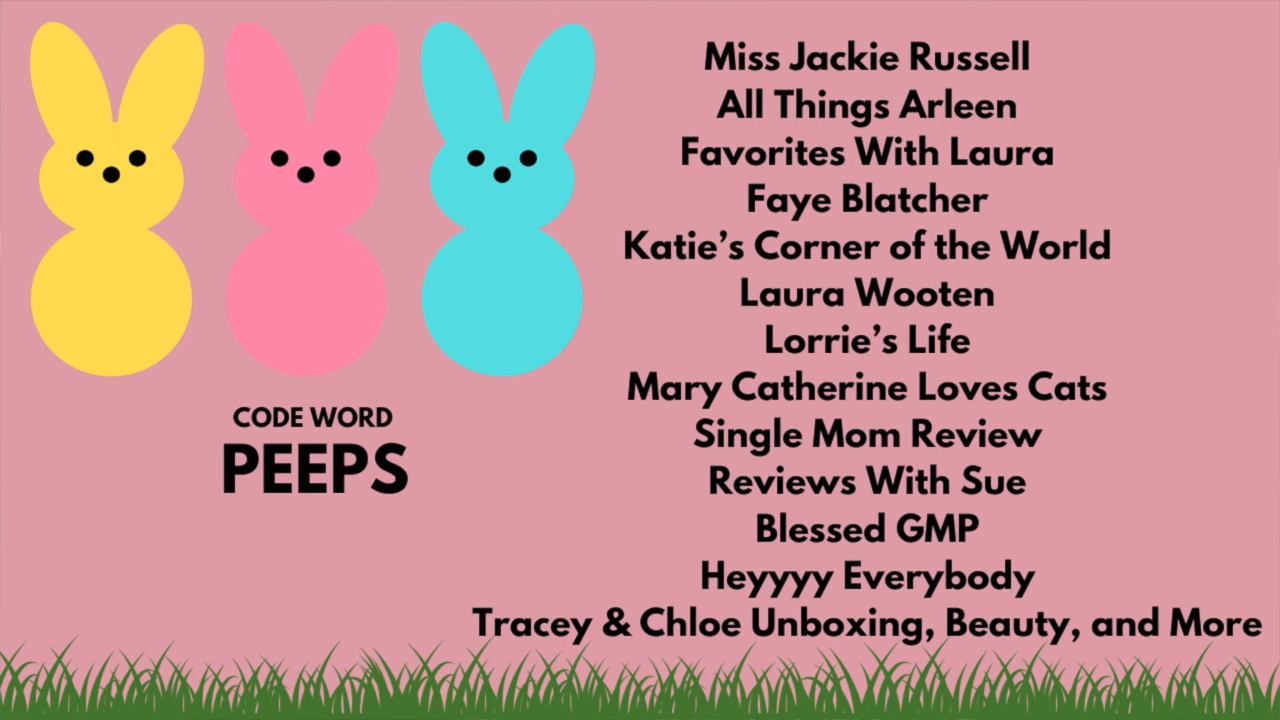 Miss Jackie Russell
All Things Arleen
Favorites With Laura
Faye Blatcher
Katie’s Corner of the World
Laura Wooten
Lorrie’s Life
Mary Catherine Loves Cats
Single Mom Review
Reviews With Sue
Blessed GMP
Heyyyy Everybody
Tracey & Chloe Unboxing, Beauty, and More
CODE WORD
PEEPS